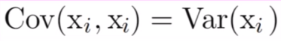 Cov(xᵢ, xᵢ) = Var(xᵢ)